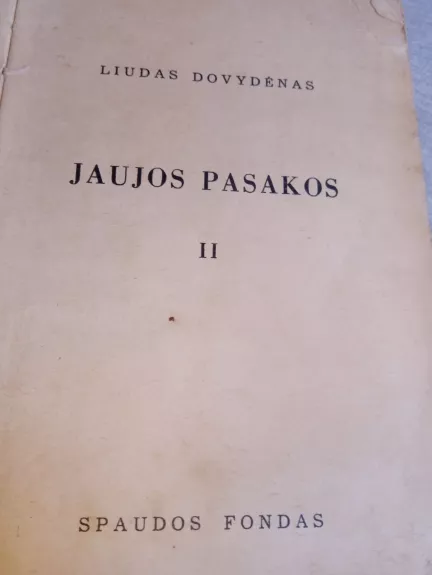 LIUDAS DOVYDĖNAS
JAUJOS PASAKOS
II
SPAUDOS FONDAS